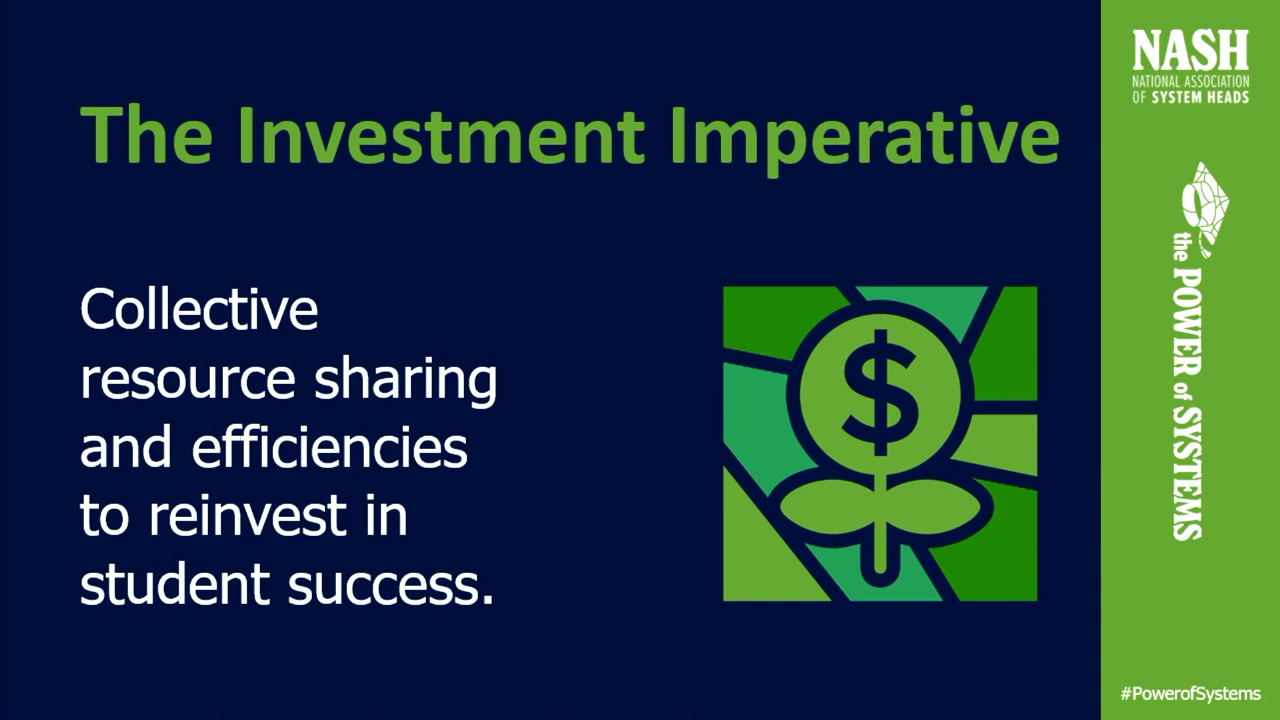 The Investment Imperative
Collective
resource sharing
and efficiencies
to reinvest in
student success.
$
NASH
NATIONAL ASSOCIATION
OF SYSTEM HEADS
the POWER of SYSTEMS
#PowerofSystems